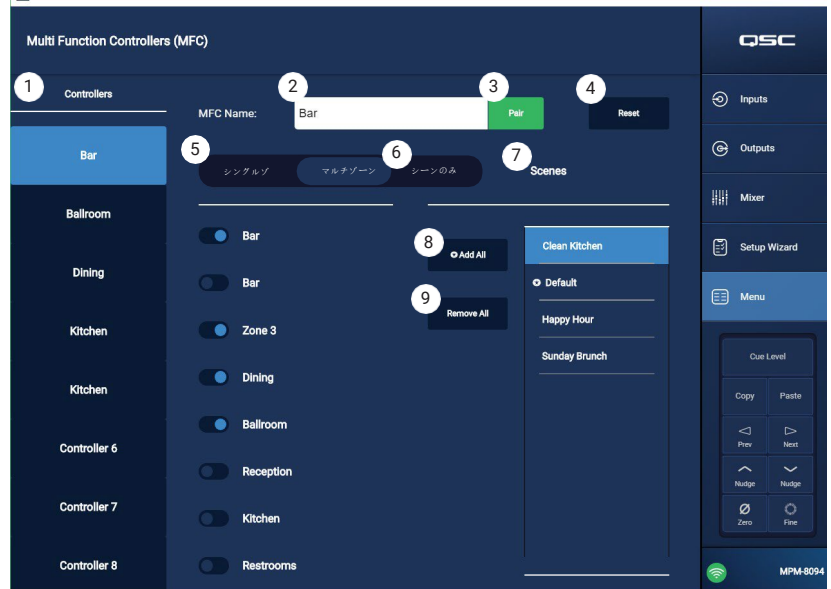 Multi Function Controllers (MFC)
QSC
1
Controllers
2
3
4
MFC Name:
Bar
Pair
Reset
5
シングルゾ
マルチゾーン
6
シーンのみ
7
Scenes
Bar
Ballroom
Dining
Kitchen
Kitchen
Controller 6
Controller 7
Controller 8
Bar
Bar
Zone 3
Dining
Ballroom
Reception
Kitchen
Restrooms
8
Add All
9
Remove All
Clean Kitchen
Default
Happy Hour
Sunday Brunch
Inputs
Outputs
Mixer
Setup Wizard
Menu
Cue Level
Copy
Paste
Prev
Next
Nudge
Nudge
Zero
Fine
MPM-8094